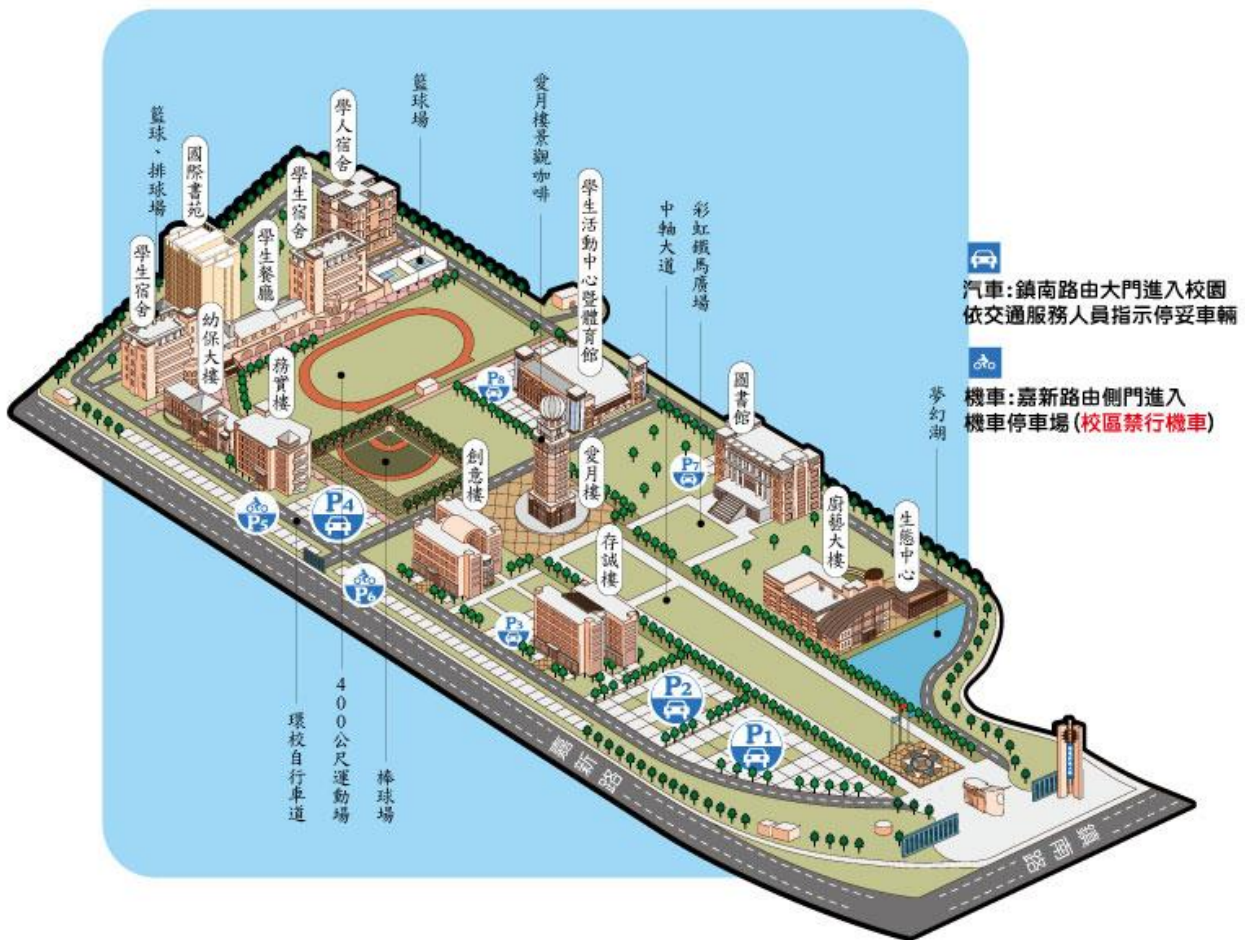 籃球場
愛月樓景觀咖啡
學人宿舍
籃球、排球場
國際書苑
學生宿舍
學生餐廳
學生宿舍
幼保大樓
務實樓
學生活動中心暨體育館
中軸大道
彩虹鐵馬廣場
圖書館
夢幻湖
汽車:鎮南路由大門進入校園
依交通服務人員指示停妥車輛
機車:嘉新路由側門進入
機車停車場(校區禁行機車)
P8
P7
創意樓
愛月樓
存誠樓
廚藝大樓
生態中心
P5
P4
P6
P3
P2
P1
環校自行車道
400公尺運動場
棒球場
嘉新路
鎮南路